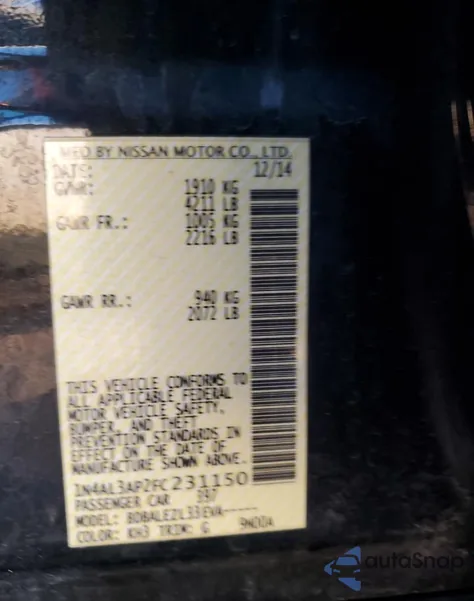 MFD BY NISSAN MOTOR CO., LTD.
DATE: 12/14
GVWR: 1910 KG
4211 LB
GAWR FR.: 1005 KG
2216 LB
GAWR RR.: 940 KG
2072 LB
THIS VEHICLE CONFORMS TO
ALL APPLICABLE FEDERAL
MOTOR VEHICLE SAFETY,
BUMPER, AND THEFT
PREVENTION STANDARDS IN
EFFECT ON THE DATE OF
MANUFACTURE SHOWN ABOVE.
1N4AL3AP2FC231150
PASSENGER CAR 397
MODEL: BDBALEZL33EVA-----
COLOR: KH3 TRIM: G
autoSnap